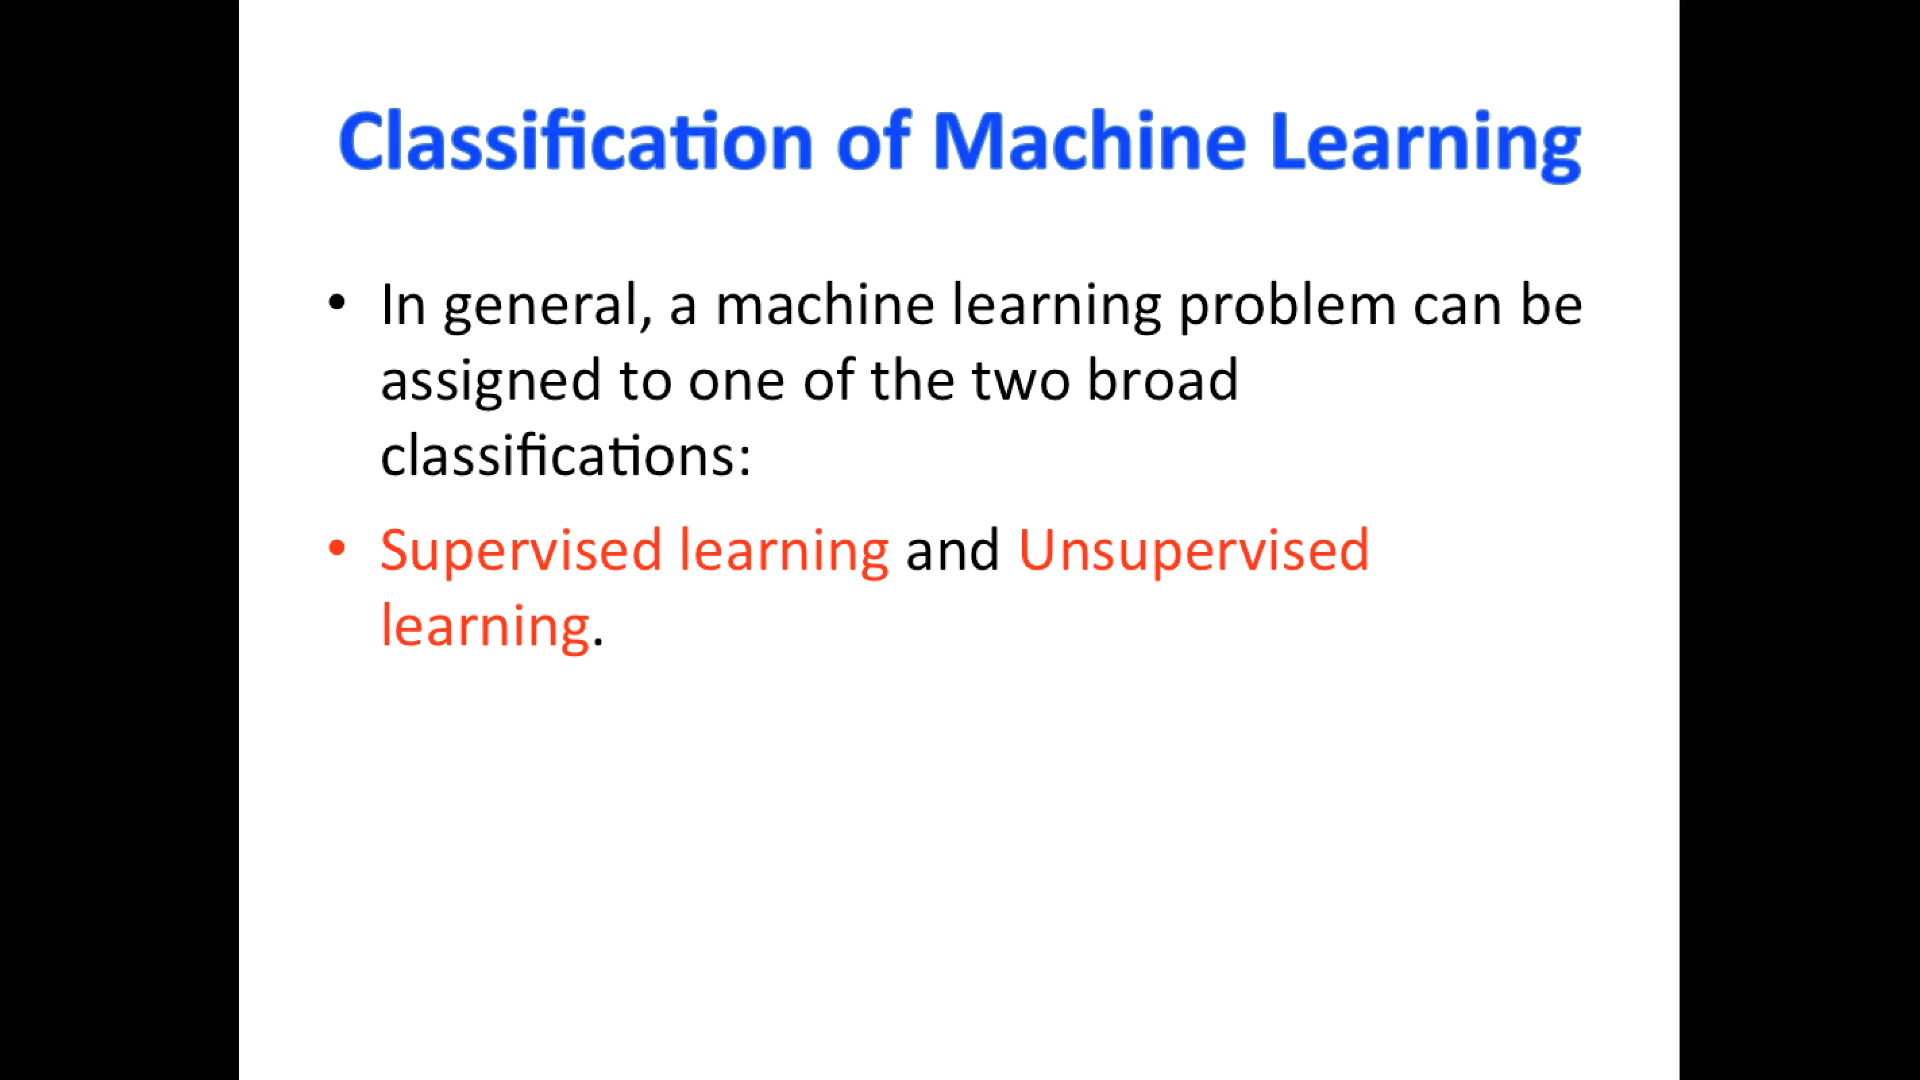 Classification of Machine Learning
• In general, a machine learning problem can be
assigned to one of the two broad
classifications:
• Supervised learning and Unsupervised
learning.